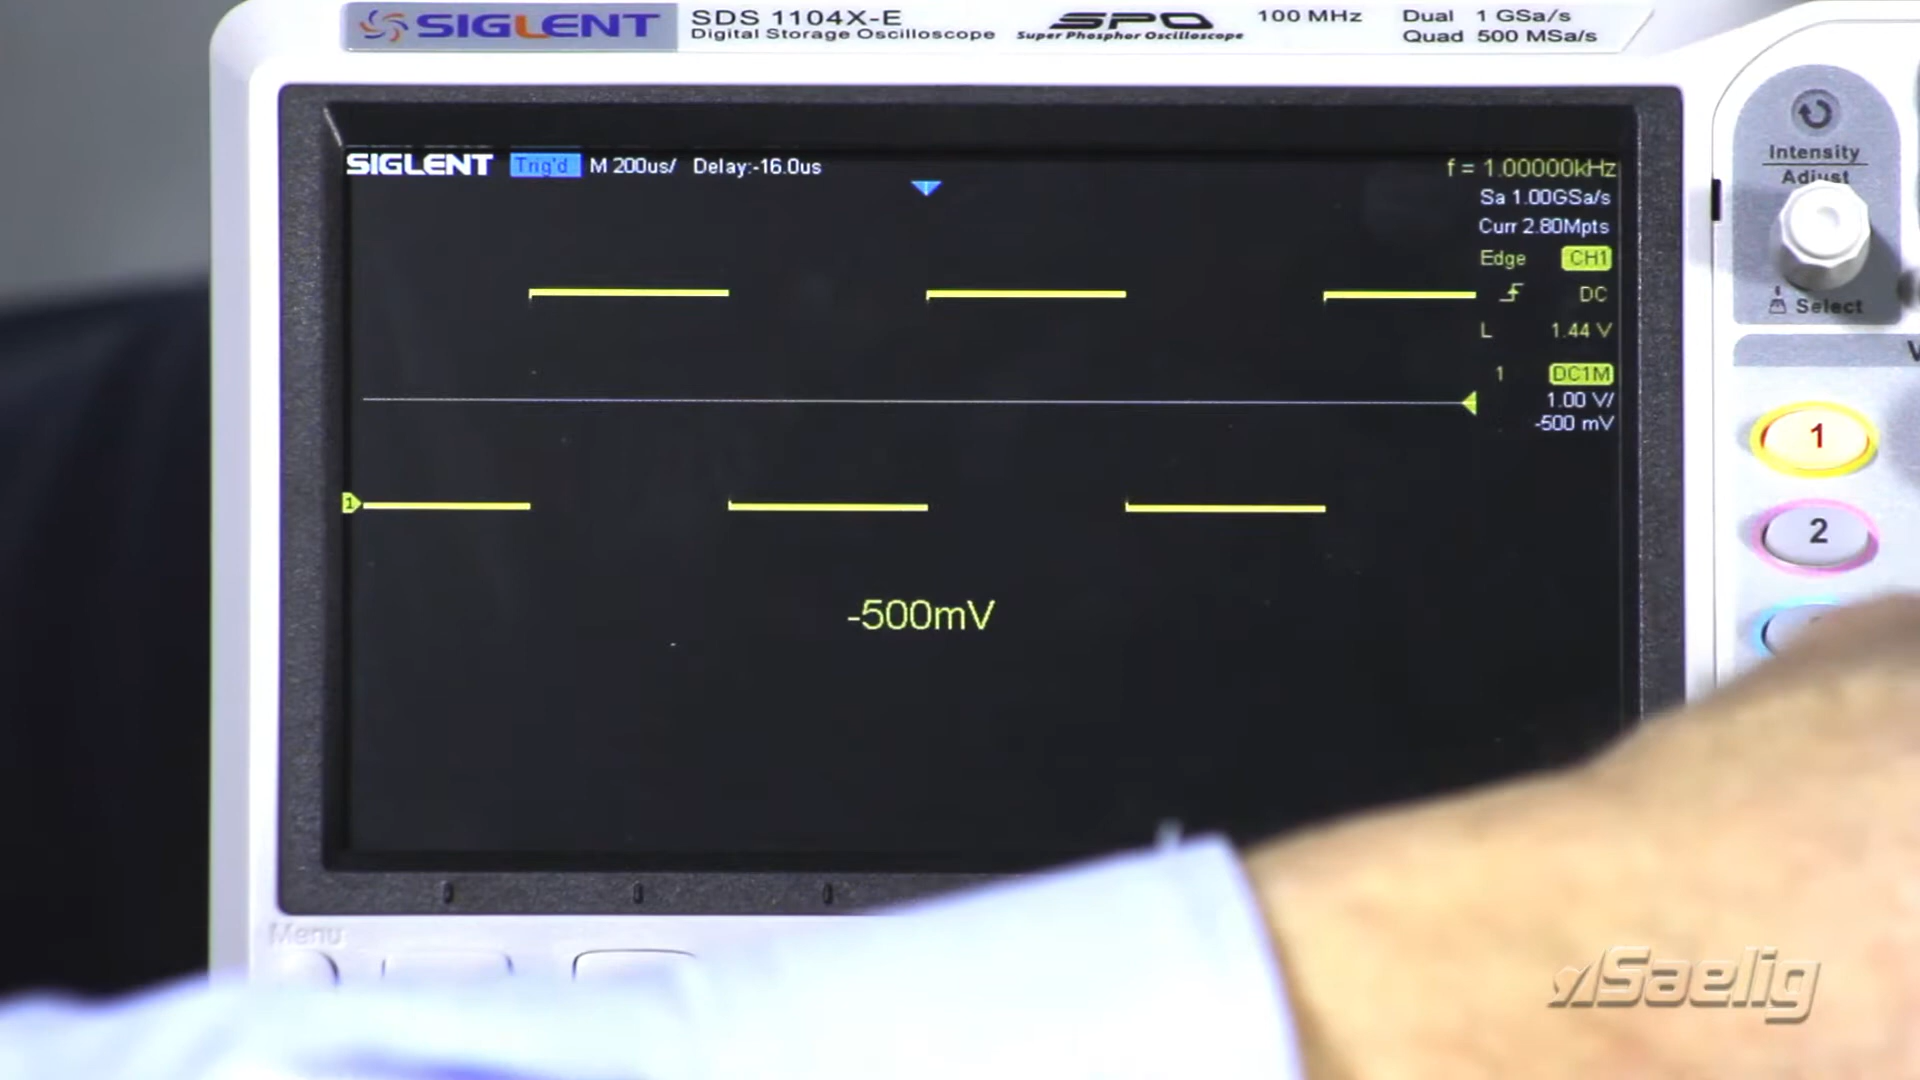 SIGLENT
SDS 1104X-E
Digital Storage Oscilloscope
SPO
Super Phosphor Oscilloscope
100 MHz
Dual 1 GSa/s
Quad 500 MSa/s
SIGLENT Trig'd M 200us/ Delay:-16.0us
f = 1.00000kHz
Sa 1.00GSa/s
Curr 2.80Mpts
Edge CH1
DC
L 1.44 V
1 DC1M
1.00 V/
-500 mV
1
-500mV
Intensity
Adjust
Select
1
2
Menu
Saelig